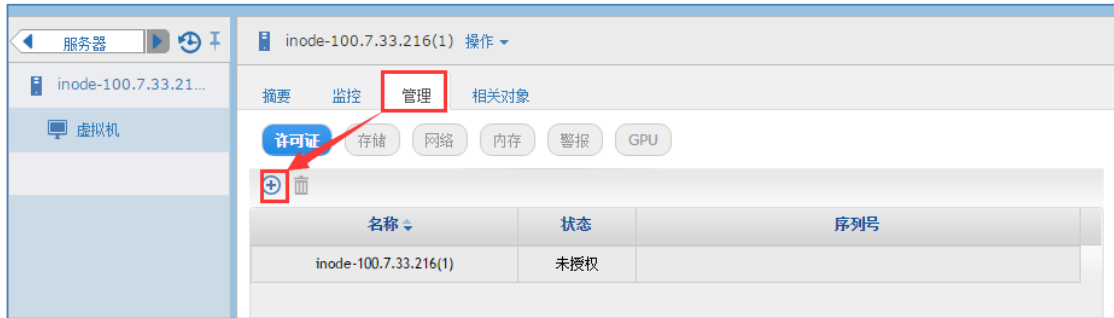 服务器
inode-100.7.33.216(1) 操作
inode-100.7.33.21...
摘要 监控 管理 相关对象
虚拟机
许可证 存储 网络 内存 警报 GPU
名称 状态 序列号
inode-100.7.33.216(1) 未授权